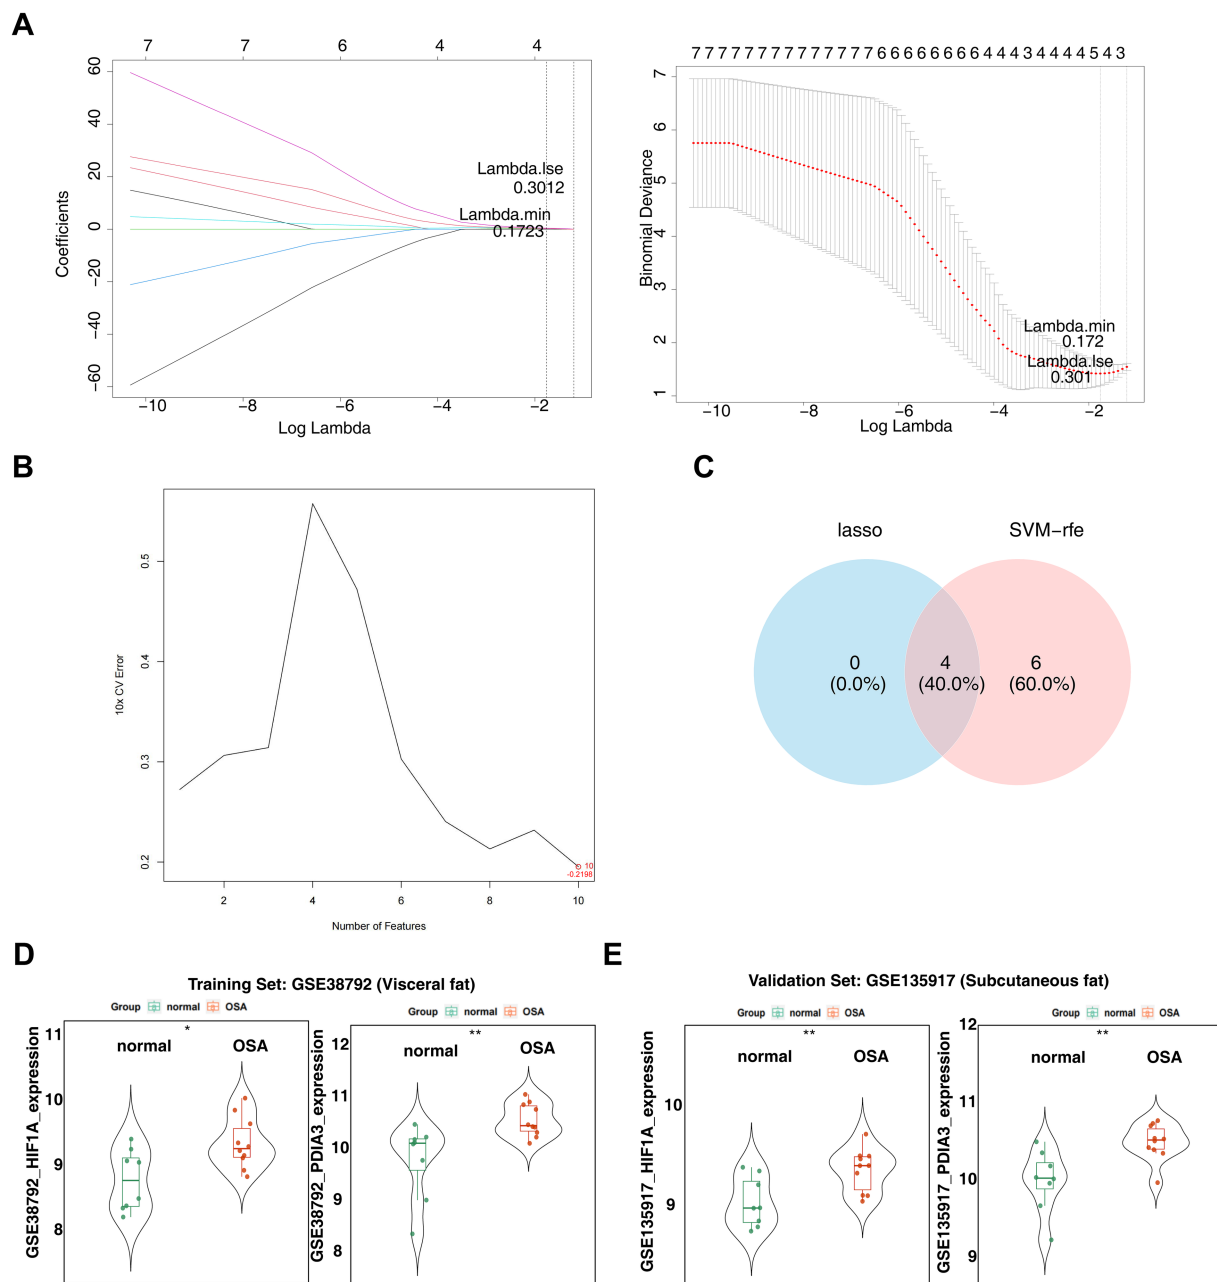 A
7 7 6 4 4
60
40
20
0
−20
−40
−60
Coefficients
Lambda.lse
0.3012
Lambda.min
0.1723
−10 −8 −6 −4 −2
Log Lambda
7 7 7 7 7 7 7 7 7 7 7 7 7 7 6 6 6 6 6 6 6 6 4 4 4 3 4 4 4 4 5 4 3
7
6
5
4
3
2
1
Binomial Deviance
Lambda.min
0.172
Lambda.lse
0.301
−10 −8 −6 −4 −2
Log Lambda
B
0.5
0.4
0.3
0.2
10x CV Error
10
-0.2198
2 4 6 8 10
Number of Features
C
lasso SVM−rfe
0 4 6
(0.0%) (40.0%) (60.0%)
D
Training Set: GSE38792 (Visceral fat)
Group normal OSA
*
normal OSA
11
10
9
8
GSE38792_HIF1A_expression
Group normal OSA
**
normal OSA
12
11
10
9
8
GSE38792_PDIA3_expression
E
Validation Set: GSE135917 (Subcutaneous fat)
Group normal OSA
**
normal OSA
10
9
GSE135917_HIF1A_expression
Group normal OSA
**
normal OSA
12
11
10
9
GSE135917_PDIA3_expression